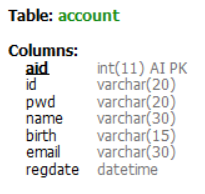 Table: account
Columns:
aid int(11) AI PK
id varchar(20)
pwd varchar(20)
name varchar(30)
birth varchar(15)
email varchar(30)
regdate datetime